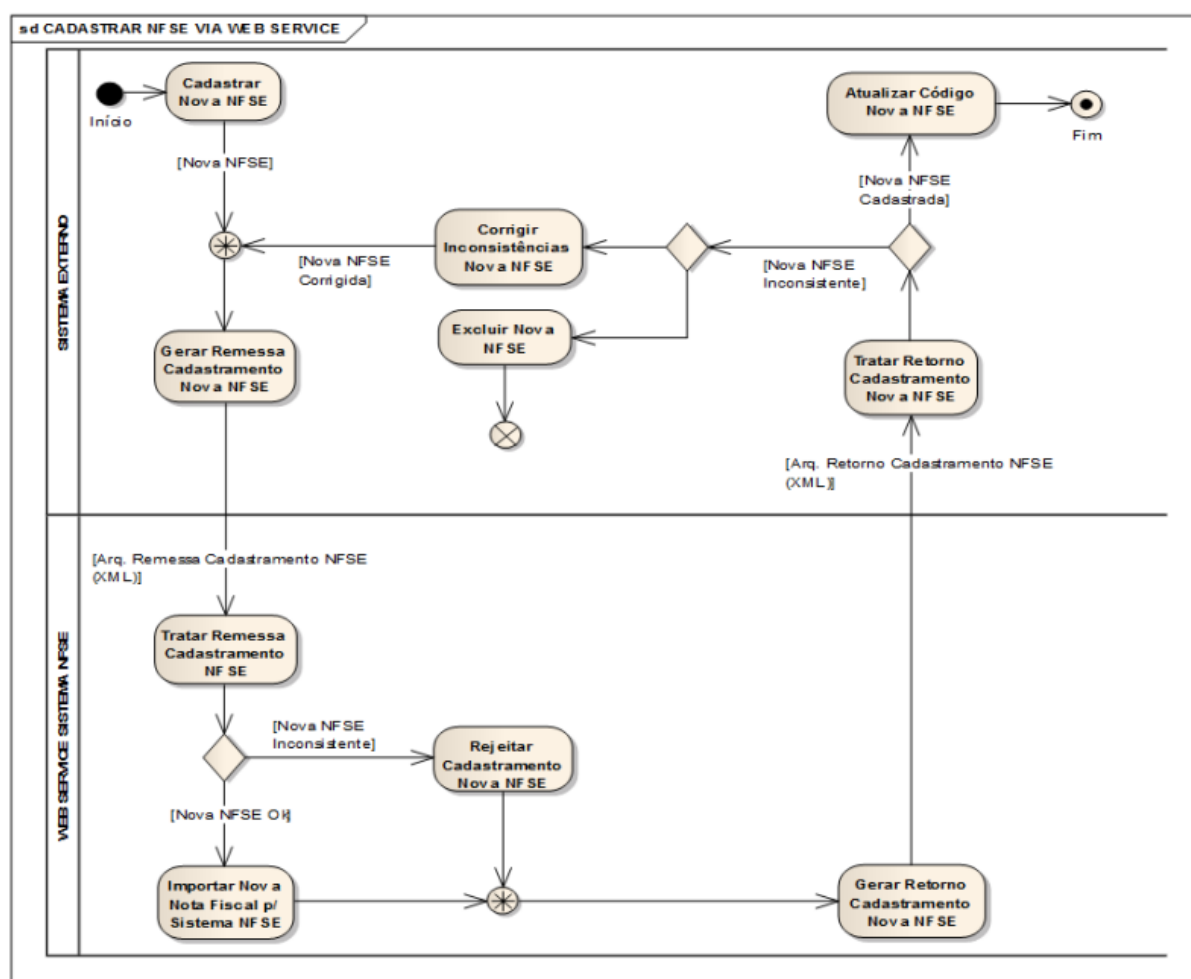 sd CADASTRAR NFSE VIA WEB SERVICE
SISTEMA EXTERNO
Início
Cadastrar
Nova NFSE
[Nova NFSE]
Atualizar Código
Nova NFSE
Fim
[Nova NFSE
Cadastrada]
Corrigir
Inconsistências
Nova NFSE
[Nova NFSE
Corrigida]
[Nova NFSE
Inconsistente]
Excluir Nova
NFSE
Gerar Remessa
Cadastramento
Nova NFSE
Tratar Retorno
Cadastramento
Nova NFSE
[Arq. Retorno Cadastramento NFSE
(XML)]
WEB SERVICE SISTEMA NFSE
[Arq. Remessa Cadastramento NFSE
(XML)]
Tratar Remessa
Cadastramento
NFSE
[Nova NFSE
Inconsistente]
Rejeitar
Cadastramento
Nova NFSE
[Nova NFSE Ok]
Importar Nova
Nota Fiscal p/
Sistema NFSE
Gerar Retorno
Cadastramento
Nova NFSE